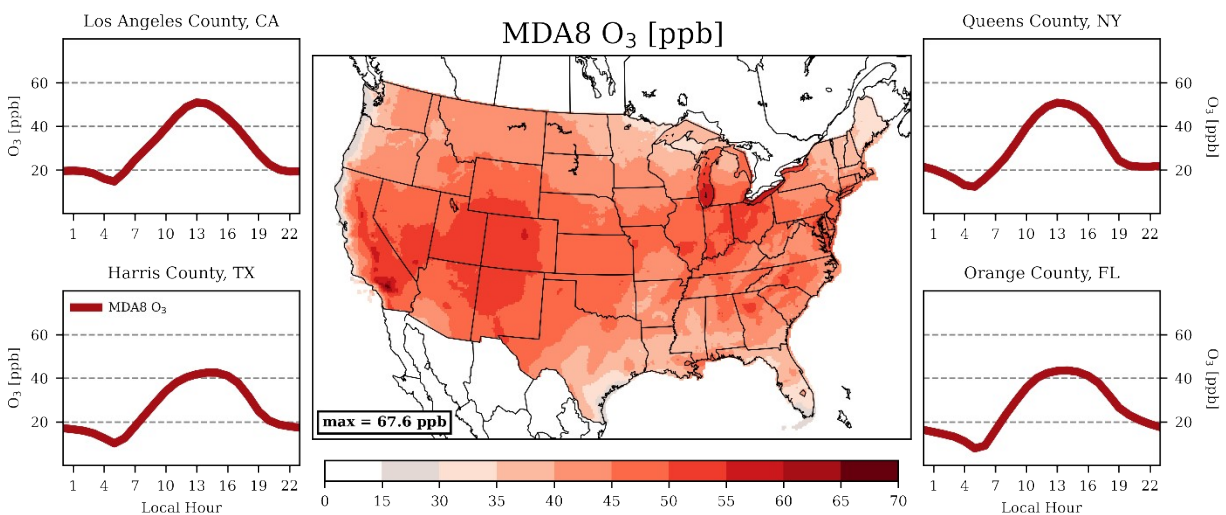 Los Angeles County, CA
MDA8 O₃ [ppb]
Queens County, NY
60
40
20
O₃ [ppb]
1 4 7 10 13 16 19 22
60
40
20
O₃ [ppb]
1 4 7 10 13 16 19 22
Harris County, TX
Orange County, FL
MDA8 O₃
60
40
20
O₃ [ppb]
1 4 7 10 13 16 19 22
Local Hour
max = 67.6 ppb
0 15 30 35 40 45 50 55 60 65 70
60
40
20
O₃ [ppb]
1 4 7 10 13 16 19 22
Local Hour